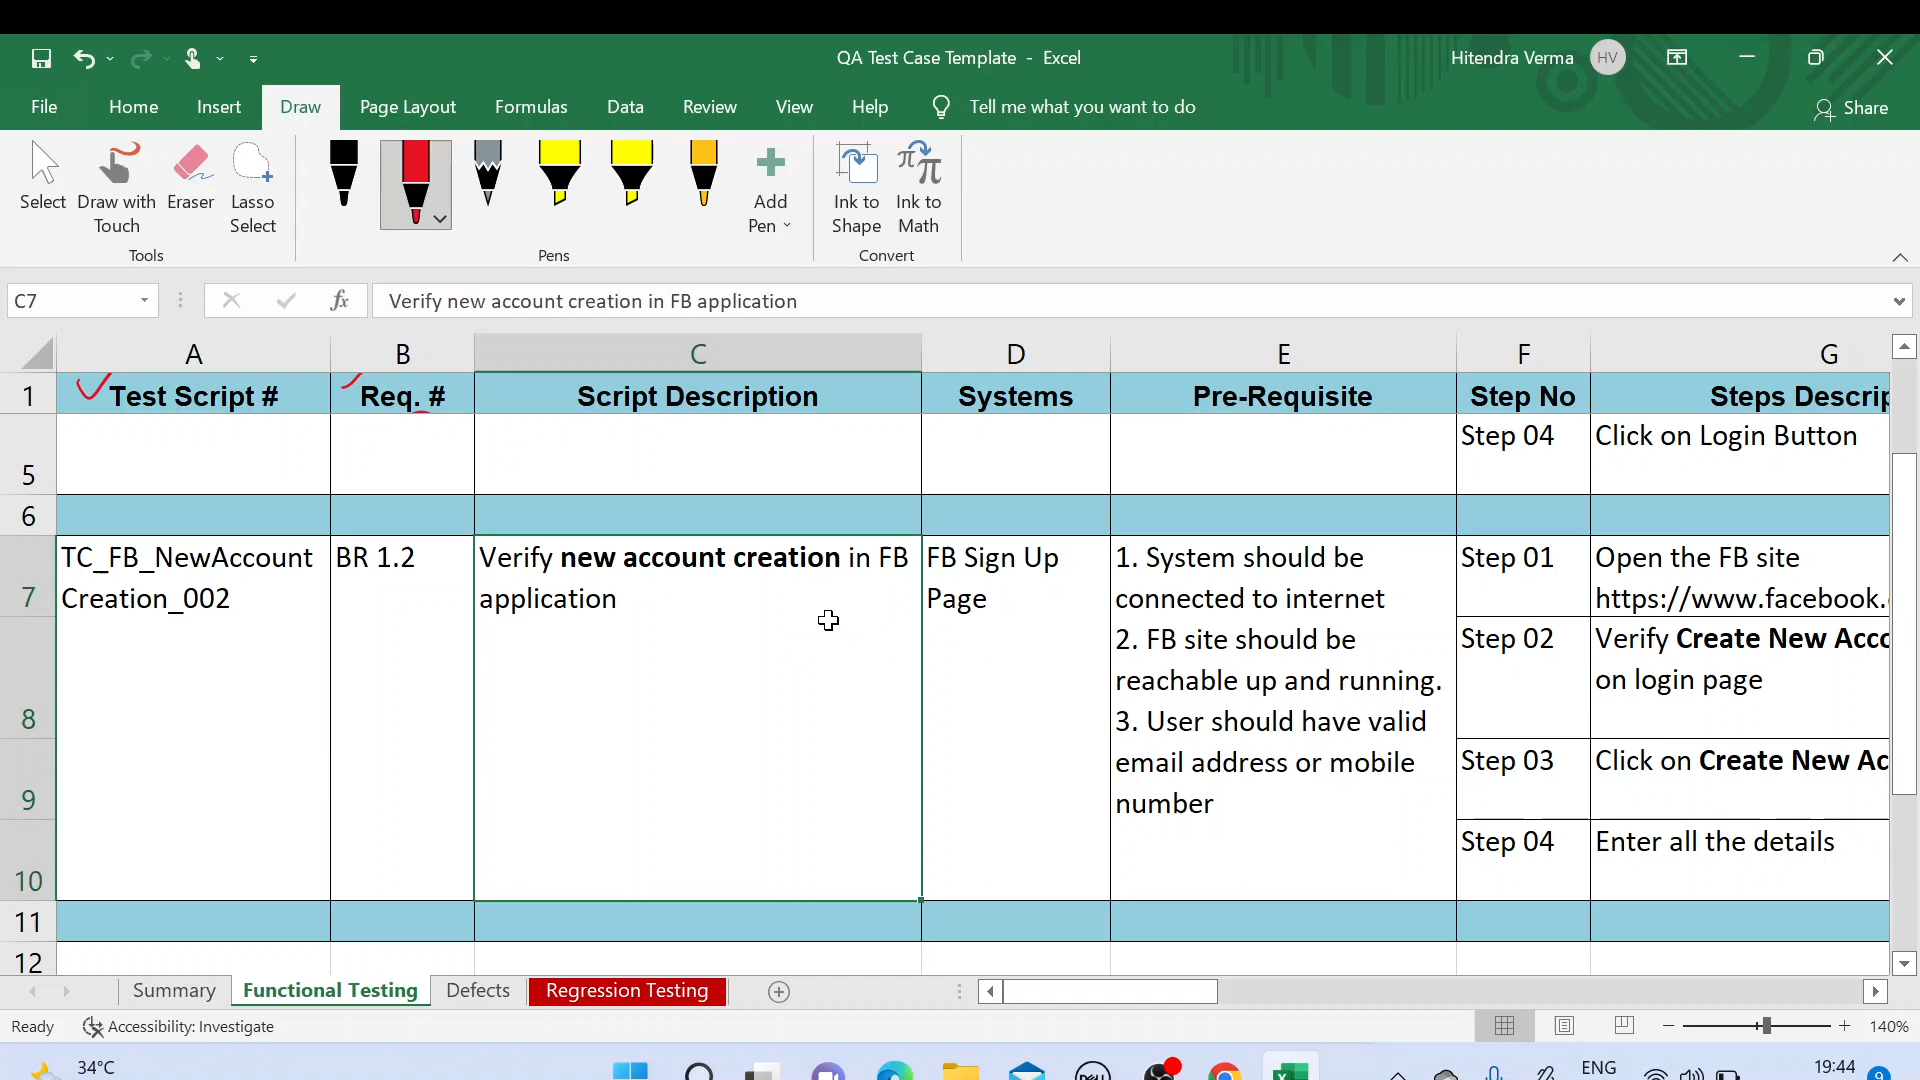 QA Test Case Template - Excel
Hitendra Verma HV
File Home Insert Draw Page Layout Formulas Data Review View Help Tell me what you want to do
Share
Select
Draw with Touch
Eraser
Lasso Select
Add Pen
Ink to Shape
Ink to Math
Tools
Pens
Convert
C7
fx
Verify new account creation in FB application
A B C D E F G
1 Test Script # Req. # Script Description Systems Pre-Requisite Step No Steps Descrip
5 Step 04 Click on Login Button
6
7 TC_FB_NewAccount
Creation_002
BR 1.2
Verify new account creation in FB
application
FB Sign Up
Page
1. System should be
connected to internet
2. FB site should be
reachable up and running.
3. User should have valid
email address or mobile
number
Step 01 Open the FB site
https://www.facebook.
8 Step 02 Verify Create New Acco
on login page
9 Step 03 Click on Create New Ac
10 Step 04 Enter all the details
11
12
Summary Functional Testing Defects Regression Testing
Ready Accessibility: Investigate
140%
34°C
DELL
ENG
19:44
9